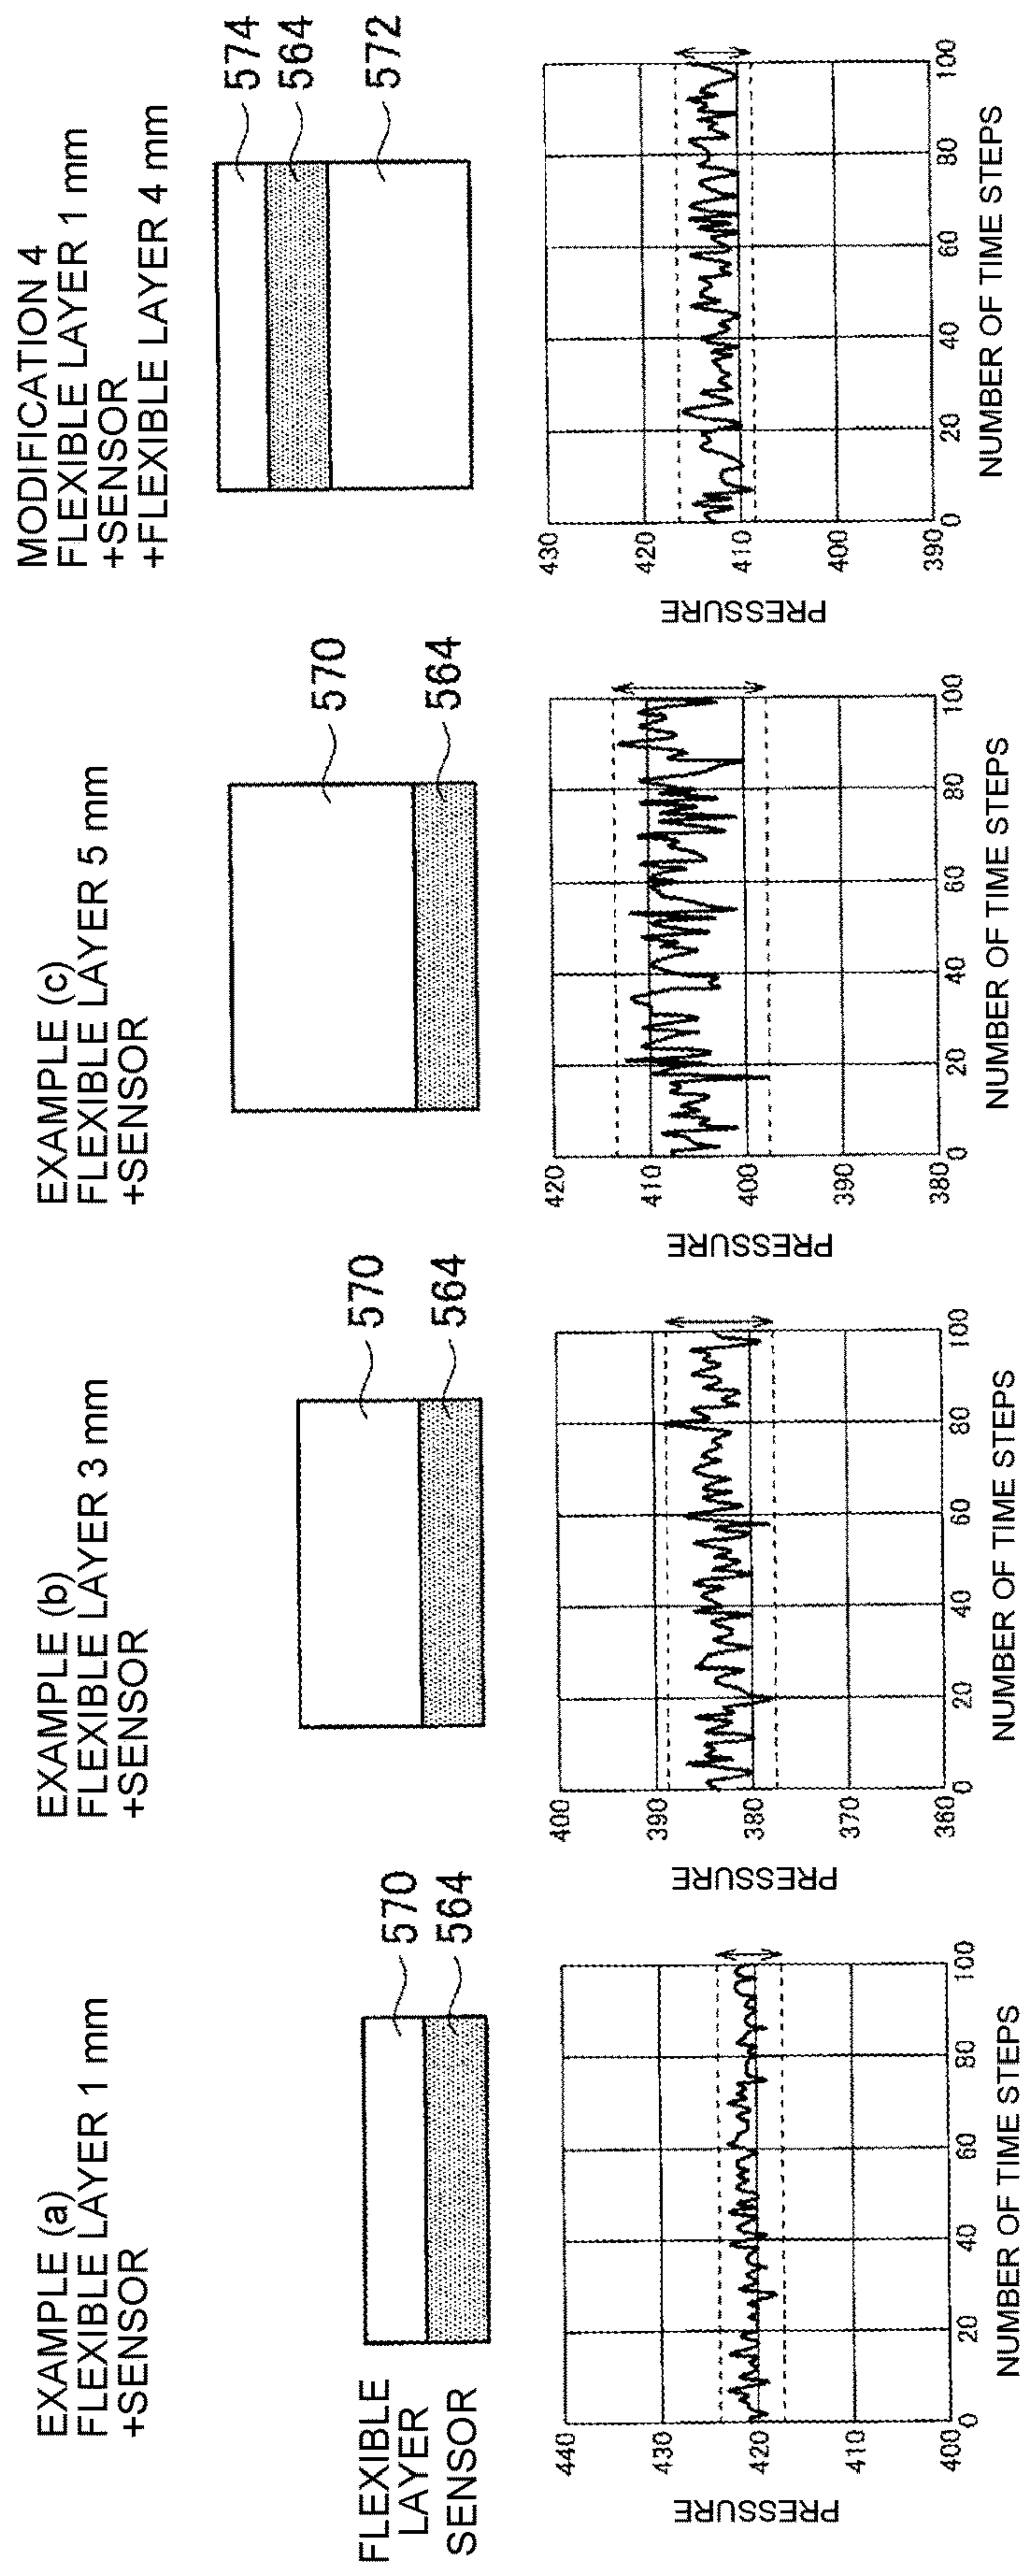 EXAMPLE (a)
FLEXIBLE LAYER 1 mm
+SENSOR
FLEXIBLE
LAYER
SENSOR
570
564
PRESSURE
440
430
420
410
400
0 20 40 60 80 100
NUMBER OF TIME STEPS
EXAMPLE (b)
FLEXIBLE LAYER 3 mm
+SENSOR
570
564
PRESSURE
400
390
380
370
360
0 20 40 60 80 100
NUMBER OF TIME STEPS
EXAMPLE (c)
FLEXIBLE LAYER 5 mm
+SENSOR
570
564
PRESSURE
420
410
400
390
380
0 20 40 60 80 100
NUMBER OF TIME STEPS
MODIFICATION 4
FLEXIBLE LAYER 1 mm
+SENSOR
+FLEXIBLE LAYER 4 mm
574
564
572
PRESSURE
430
420
410
400
390
0 20 40 60 80 100
NUMBER OF TIME STEPS